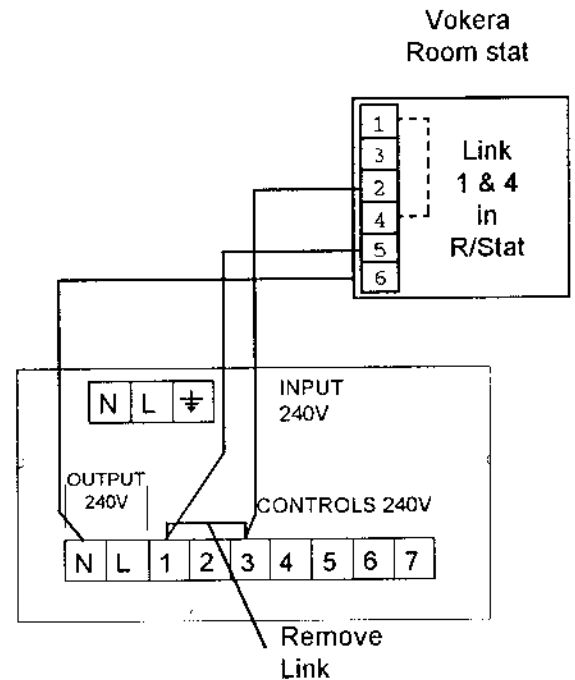 Vokera
Room stat
1
3
2
4
5
6
Link
1 & 4
in
R/Stat
N L
INPUT
240V
OUTPUT
240V
CONTROLS 240V
N L 1 2 3 4 5 6 7
Remove
Link